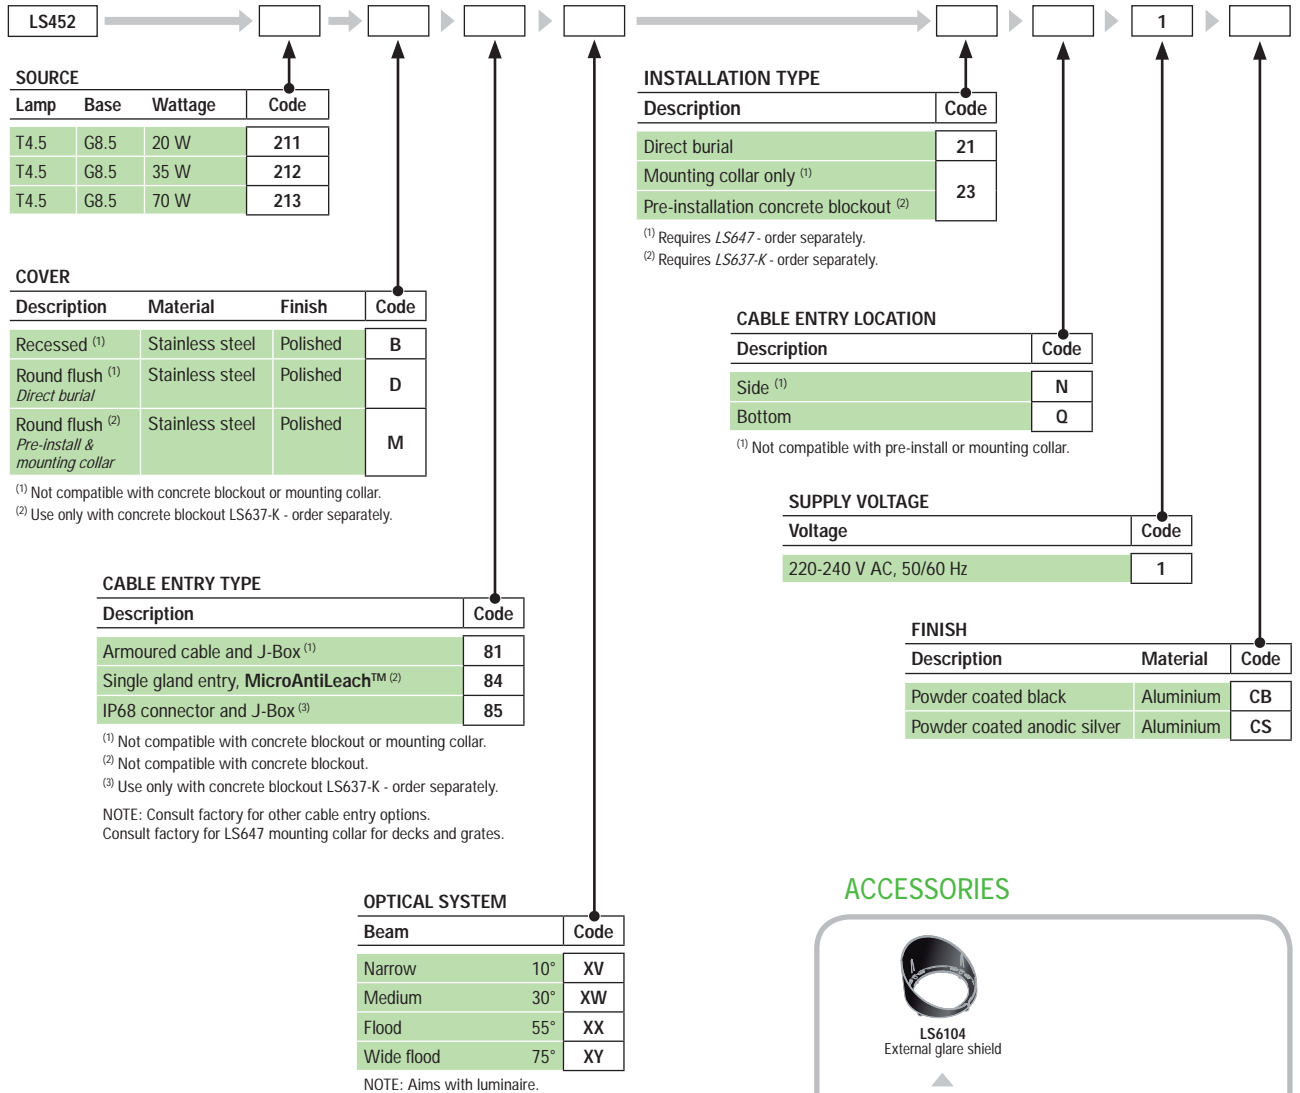 LS452
1
SOURCE
Lamp Base Wattage Code
T4.5 G8.5 20 W 211
T4.5 G8.5 35 W 212
T4.5 G8.5 70 W 213
COVER
Description Material Finish Code
Recessed (1) Stainless steel Polished B
Round flush (1) Stainless steel Polished D
Direct burial
Round flush (2) Stainless steel Polished M
Pre-install &
mounting collar
(1) Not compatible with concrete blockout or mounting collar.
(2) Use only with concrete blockout LS637-K - order separately.
CABLE ENTRY TYPE
Description Code
Armoured cable and J-Box (1) 81
Single gland entry, MicroAntiLeach™ (2) 84
IP68 connector and J-Box (3) 85
(1) Not compatible with concrete blockout or mounting collar.
(2) Not compatible with concrete blockout.
(3) Use only with concrete blockout LS637-K - order separately.
NOTE: Consult factory for other cable entry options.
Consult factory for LS647 mounting collar for decks and grates.
OPTICAL SYSTEM
Beam Code
Narrow 10° XV
Medium 30° XW
Flood 55° XX
Wide flood 75° XY
NOTE: Aims with luminaire.
INSTALLATION TYPE
Description Code
Direct burial 21
Mounting collar only (1) 23
Pre-installation concrete blockout (2)
(1) Requires LS647 - order separately.
(2) Requires LS637-K - order separately.
CABLE ENTRY LOCATION
Description Code
Side (1) N
Bottom Q
(1) Not compatible with pre-install or mounting collar.
SUPPLY VOLTAGE
Voltage Code
220-240 V AC, 50/60 Hz 1
FINISH
Description Material Code
Powder coated black Aluminium CB
Powder coated anodic silver Aluminium CS
ACCESSORIES
LS6104
External glare shield